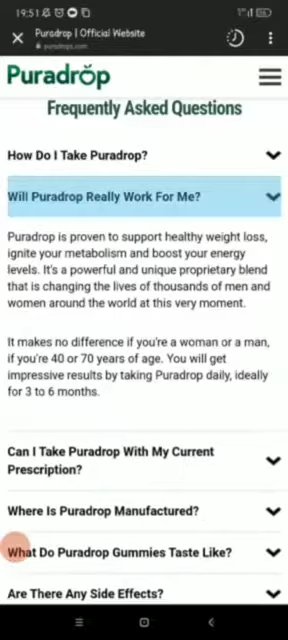 19:51
Puradrop | Official Website
puradrops.com
Puradrop
Frequently Asked Questions
How Do I Take Puradrop?
Will Puradrop Really Work For Me?
Puradrop is proven to support healthy weight loss,
ignite your metabolism and boost your energy
levels. It's a powerful and unique proprietary blend
that is changing the lives of thousands of men and
women around the world at this very moment.
It makes no difference if you're a woman or a man,
if you're 40 or 70 years of age. You will get
impressive results by taking Puradrop daily, ideally
for 3 to 6 months.
Can I Take Puradrop With My Current
Prescription?
Where Is Puradrop Manufactured?
What Do Puradrop Gummies Taste Like?
Are There Any Side Effects?